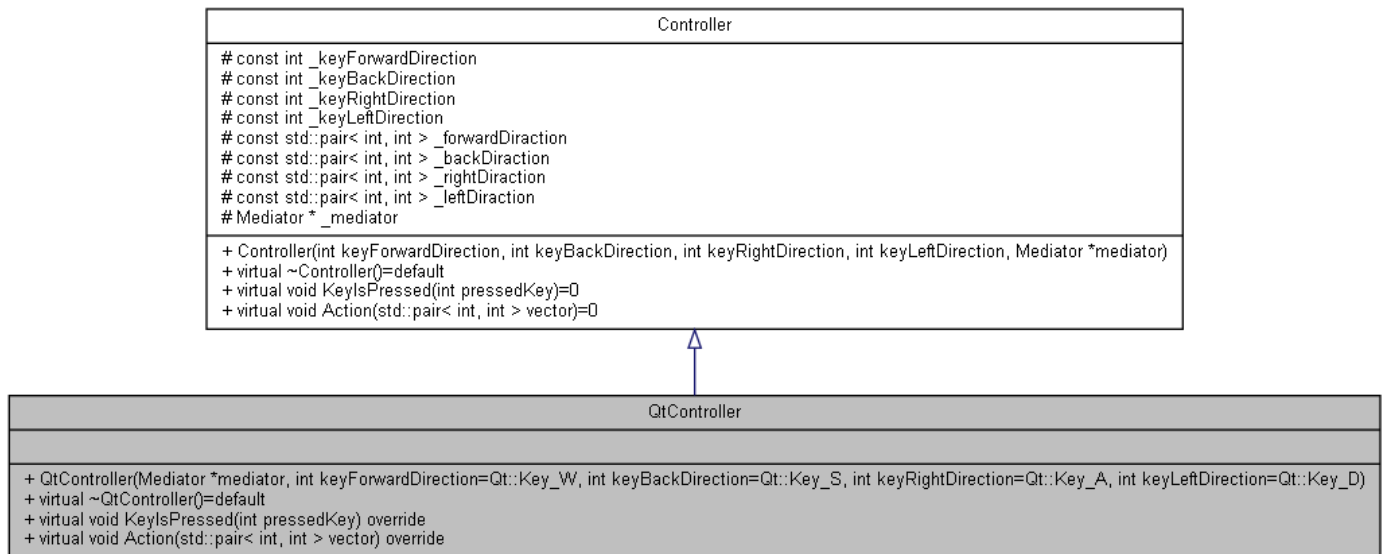 Controller
# const int _keyForwardDirection
# const int _keyBackDirection
# const int _keyRightDirection
# const int _keyLeftDirection
# const std::pair< int, int > _forwardDiraction
# const std::pair< int, int > _backDiraction
# const std::pair< int, int > _rightDiraction
# const std::pair< int, int > _leftDiraction
# Mediator * _mediator
+ Controller(int keyForwardDirection, int keyBackDirection, int keyRightDirection, int keyLeftDirection, Mediator *mediator)
+ virtual ~Controller()=default
+ virtual void KeyIsPressed(int pressedKey)=0
+ virtual void Action(std::pair< int, int > vector)=0
QtController
+ QtController(Mediator *mediator, int keyForwardDirection=Qt::Key_W, int keyBackDirection=Qt::Key_S, int keyRightDirection=Qt::Key_A, int keyLeftDirection=Qt::Key_D)
+ virtual ~QtController()=default
+ virtual void KeyIsPressed(int pressedKey) override
+ virtual void Action(std::pair< int, int > vector) override